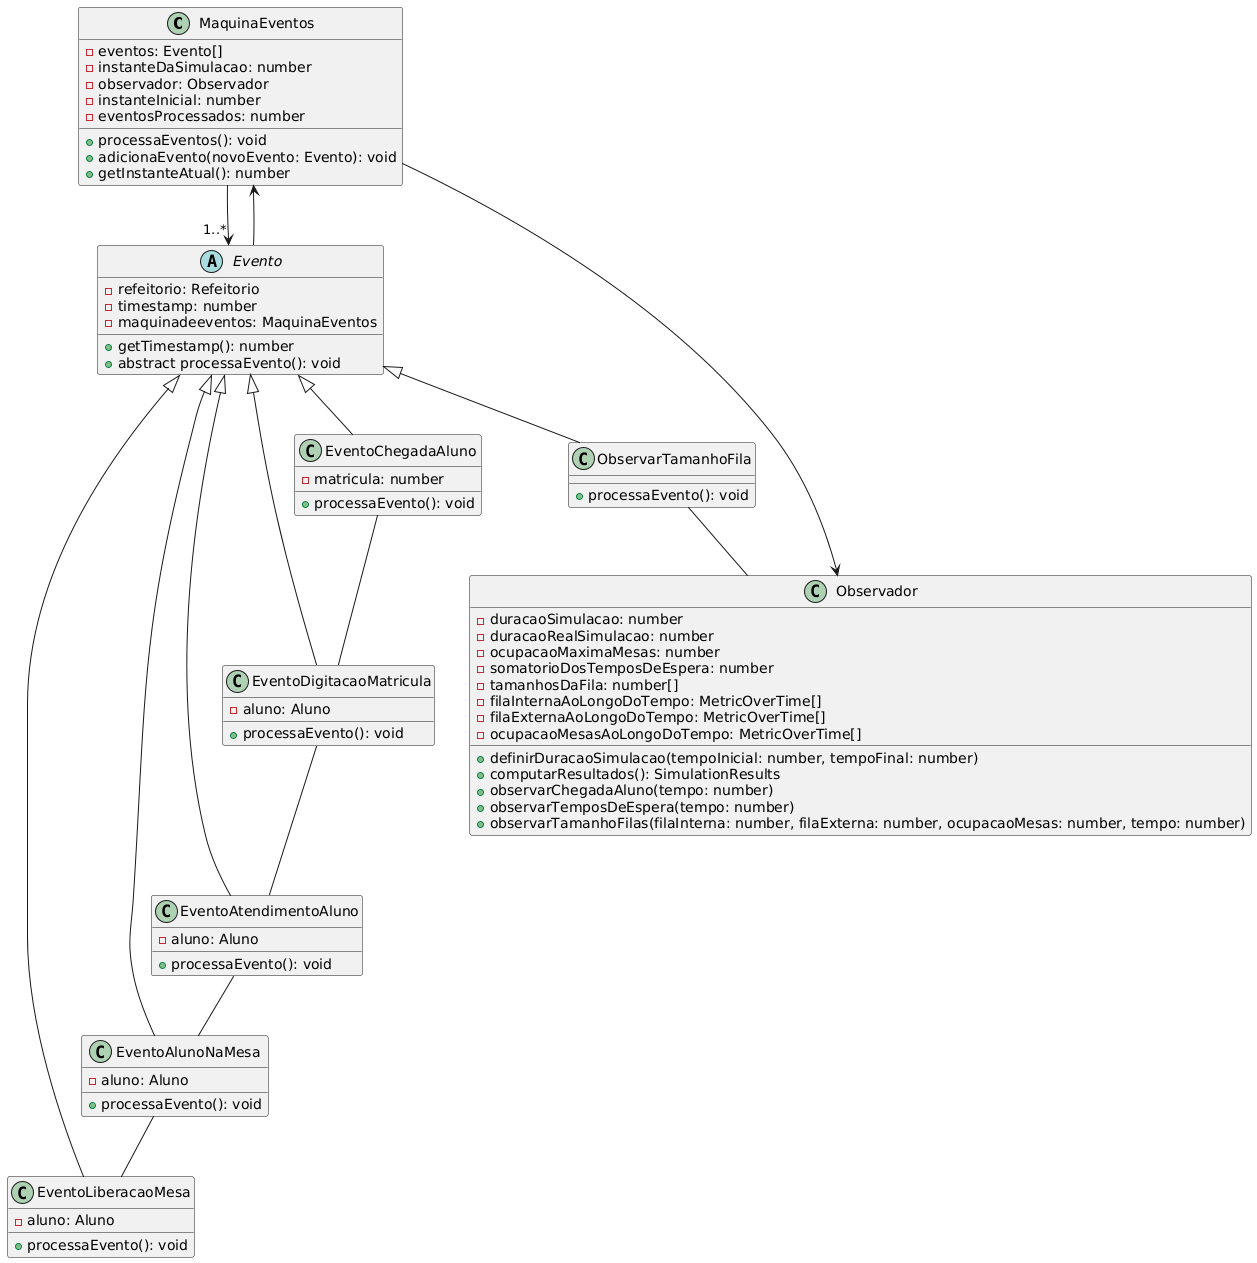 C MaquinaEventos
eventos: Evento[]
instanteDaSimulacao: number
observador: Observador
instanteInicial: number
eventosProcessados: number
processaEventos(): void
adicionaEvento(novoEvento: Evento): void
getInstanteAtual(): number
1..*
A Evento
refeitorio: Refeitorio
timestamp: number
maquinadeeventos: MaquinaEventos
getTimestamp(): number
abstract processaEvento(): void
C EventoChegadaAluno
matricula: number
processaEvento(): void
C ObservarTamanhoFila
processaEvento(): void
C Observador
duracaoSimulacao: number
duracaoRealSimulacao: number
ocupacaoMaximaMesas: number
somatorioDosTemposDeEspera: number
tamanhosDaFila: number[]
filaInternaAoLongoDoTempo: MetricOverTime[]
filaExternaAoLongoDoTempo: MetricOverTime[]
ocupacaoMesasAoLongoDoTempo: MetricOverTime[]
definirDuracaoSimulacao(tempoInicial: number, tempoFinal: number)
computarResultados(): SimulationResults
observarChegadaAluno(tempo: number)
observarTemposDeEspera(tempo: number)
observarTamanhoFilas(filaInterna: number, filaExterna: number, ocupacaoMesas: number, tempo: number)
C EventoDigitacaoMatricula
aluno: Aluno
processaEvento(): void
C EventoAtendimentoAluno
aluno: Aluno
processaEvento(): void
C EventoAlunoNaMesa
aluno: Aluno
processaEvento(): void
C EventoLiberacaoMesa
aluno: Aluno
processaEvento(): void